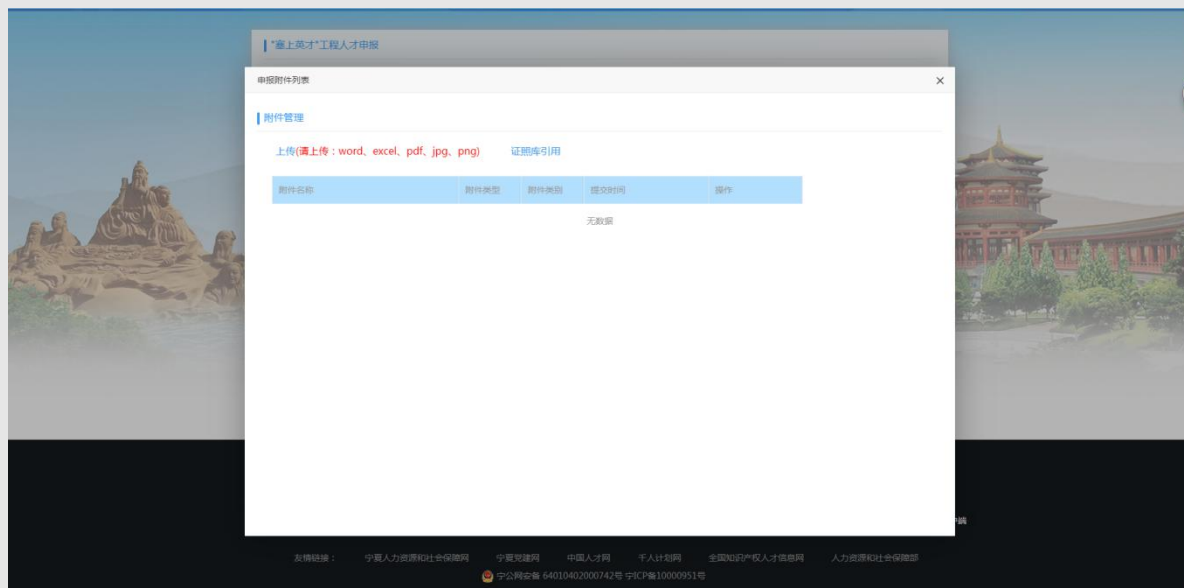 "塞上英才"工程人才申报
申报附件列表 ×
附件管理
上传(请上传：word、excel、pdf、jpg、png) 证照库引用
附件名称 附件类型 附件类别 提交时间 操作
无数据
友情链接： 宁夏人力资源和社会保障网 宁夏党建网 中国人才网 千人计划网 全国知识产权人才信息网 人力资源和社会保障部
宁公网安备 64010402000742号 宁ICP备10000951号